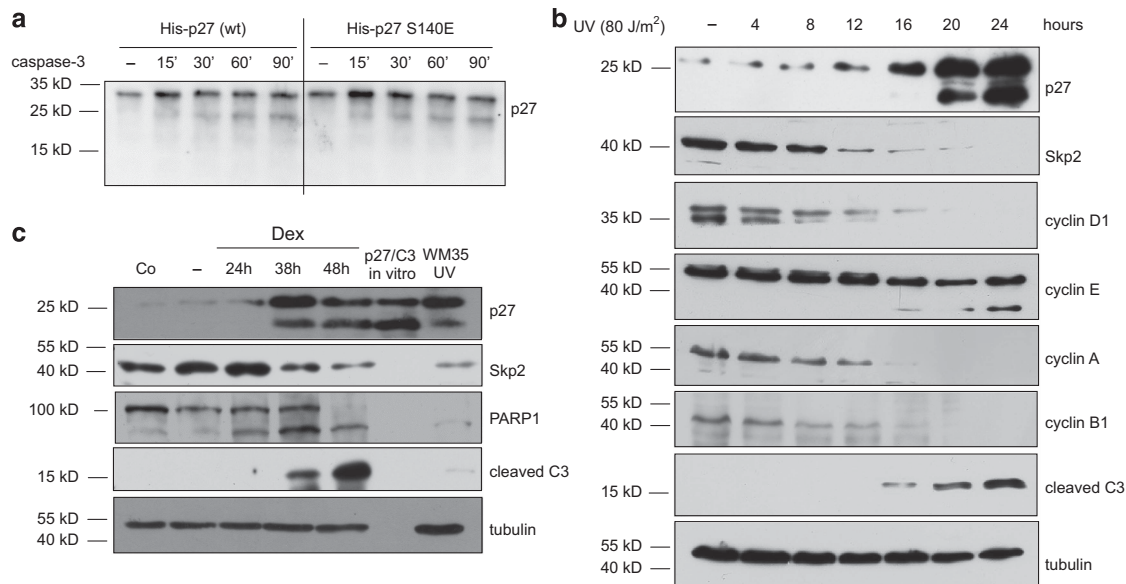 a
His-p27 (wt) His-p27 S140E
caspase-3 – 15’ 30’ 60’ 90’ – 15’ 30’ 60’ 90’
35 kD
25 kD
15 kD
p27
b
UV (80 J/m²) – 4 8 12 16 20 24 hours
25 kD
p27
40 kD
Skp2
35 kD
cyclin D1
55 kD
40 kD
cyclin E
55 kD
40 kD
cyclin A
55 kD
40 kD
cyclin B1
15 kD
cleaved C3
55 kD
40 kD
tubulin
c
Dex
Co – 24h 38h 48h p27/C3 in vitro WM35 UV
25 kD
p27
55 kD
40 kD
Skp2
100 kD
PARP1
15 kD
cleaved C3
55 kD
40 kD
tubulin